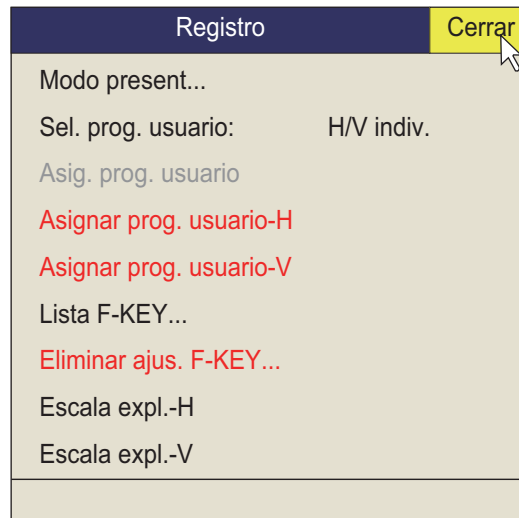 Registro Cerrar
Modo present...
Sel. prog. usuario: H/V indiv.
Asig. prog. usuario
Asignar prog. usuario-H
Asignar prog. usuario-V
Lista F-KEY...
Eliminar ajus. F-KEY...
Escala expl.-H
Escala expl.-V